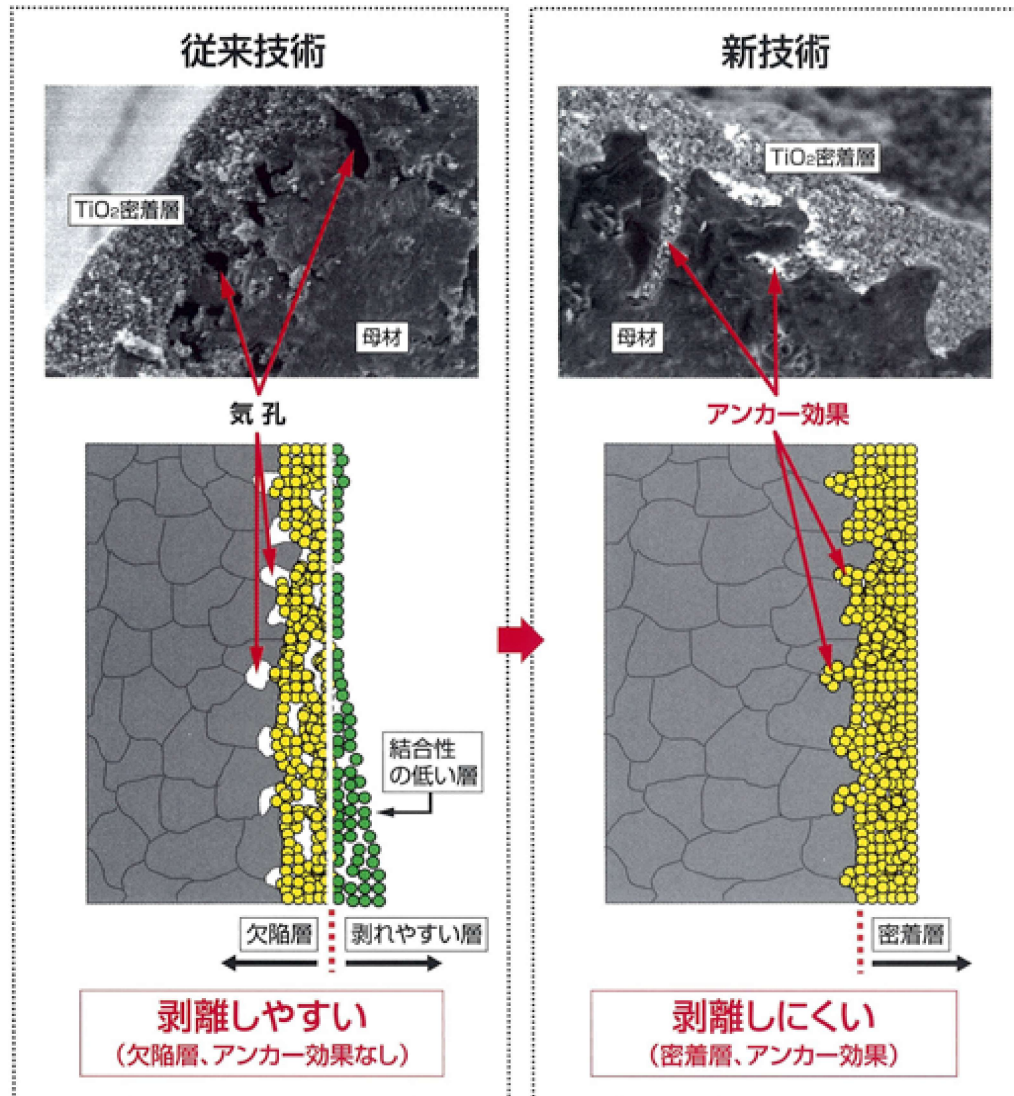 従来技術
TiO₂密着層
母材
気孔
結合性
の低い層
欠陥層
剥れやすい層
剥離しやすい
（欠陥層、アンカー効果なし）
新技術
TiO₂密着層
母材
アンカー効果
密着層
剥離しにくい
（密着層、アンカー効果）